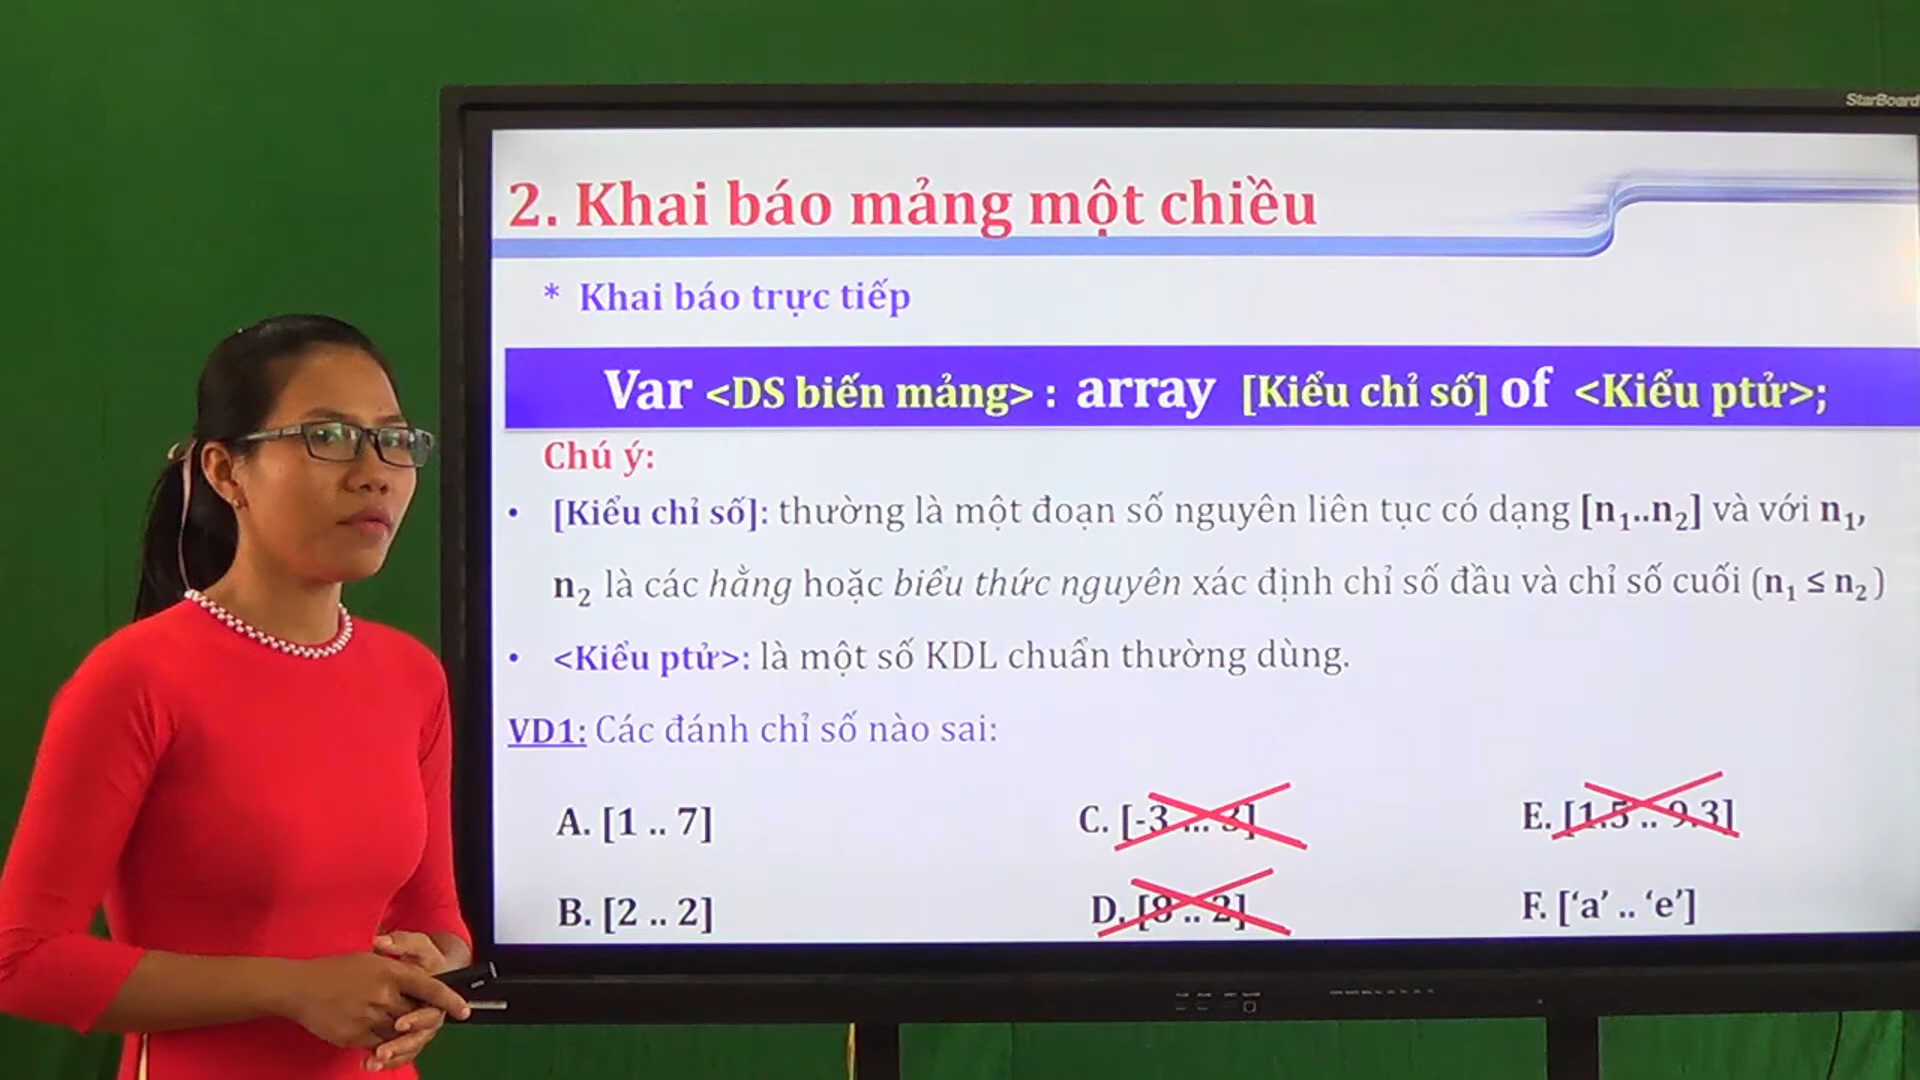 StarBoard
2. Khai báo mảng một chiều
* Khai báo trực tiếp
Var <DS biến mảng> : array [Kiểu chỉ số] of <Kiểu ptử>;
Chú ý:
• [Kiểu chỉ số]: thường là một đoạn số nguyên liên tục có dạng [n₁..n₂] và với n₁,
n₂ là các hằng hoặc biểu thức nguyên xác định chỉ số đầu và chỉ số cuối (n₁ ≤ n₂)
• <Kiểu ptử>: là một số KDL chuẩn thường dùng.
VD1: Các đánh chỉ số nào sai:
A. [1 .. 7]
C. [-3 ... 3]
E. [1.5 .. 9.3]
B. [2 .. 2]
D. [8 .. 2]
F. [‘a’ .. ‘e’]